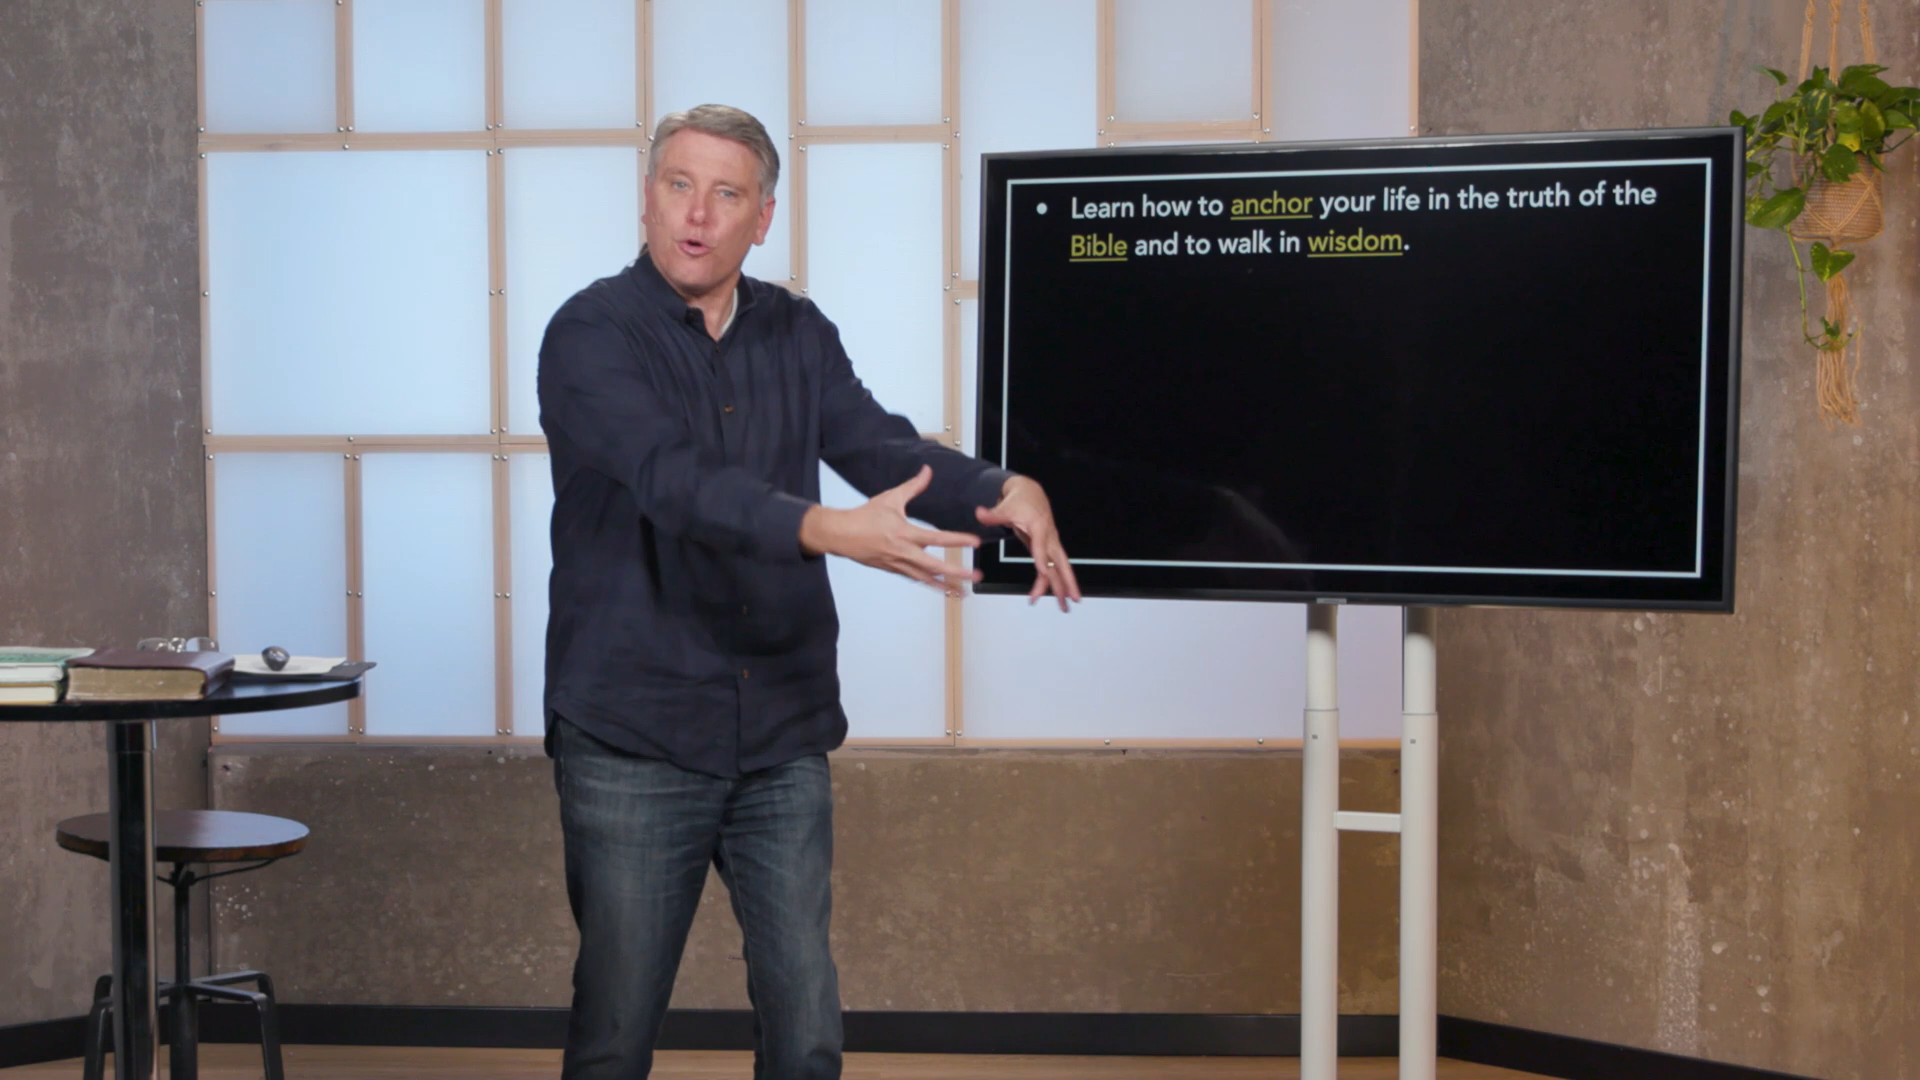 • Learn how to anchor your life in the truth of the
Bible and to walk in wisdom.